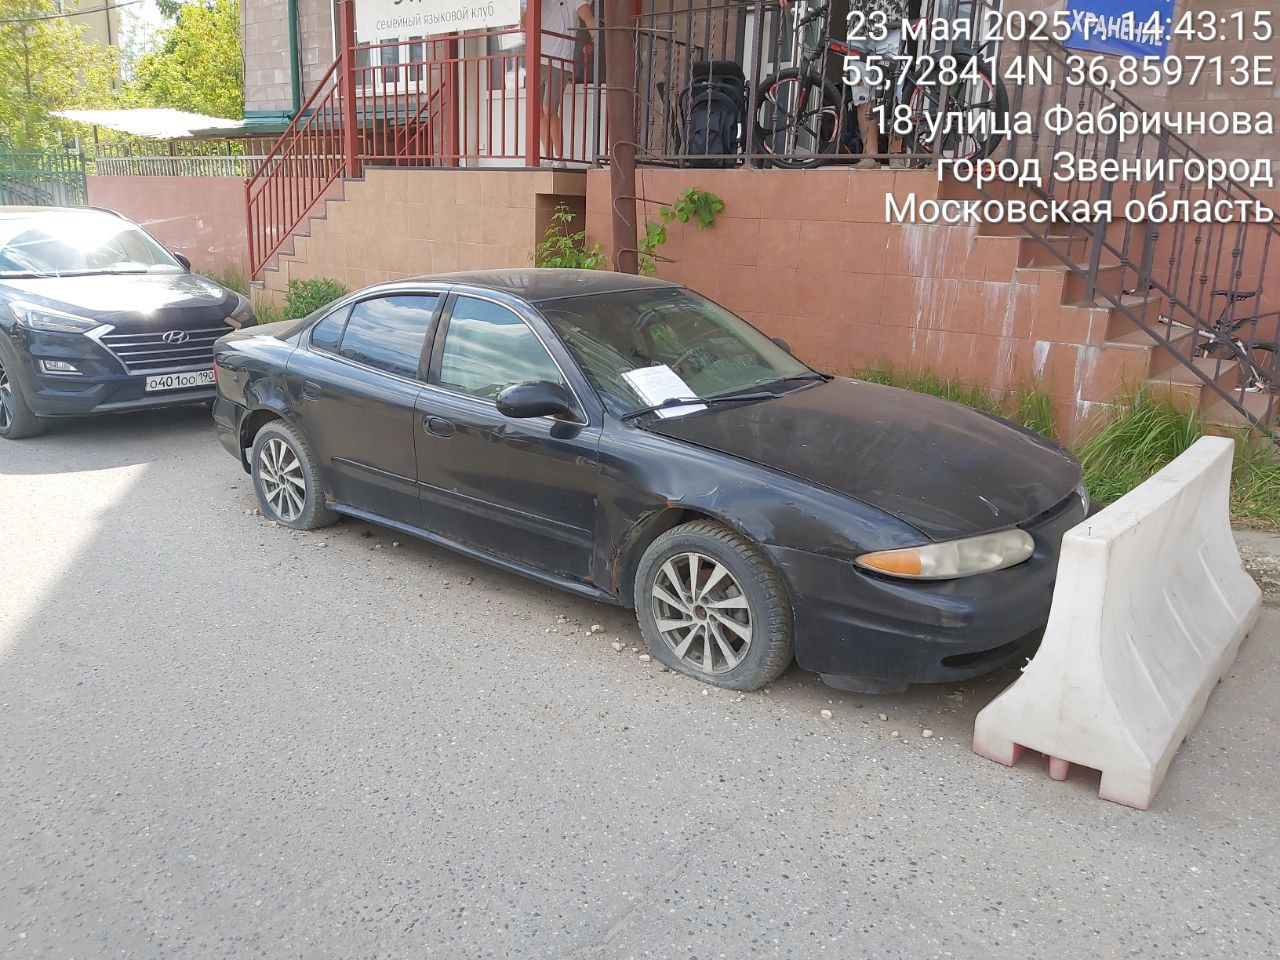 семейный языковой клуб
ХРАНЕНИЕ
23 мая 2025 г. 14:43:15
55,728414N 36,859713E
18 улица Фабричнова
город Звенигород
Московская область
О401ОО 190